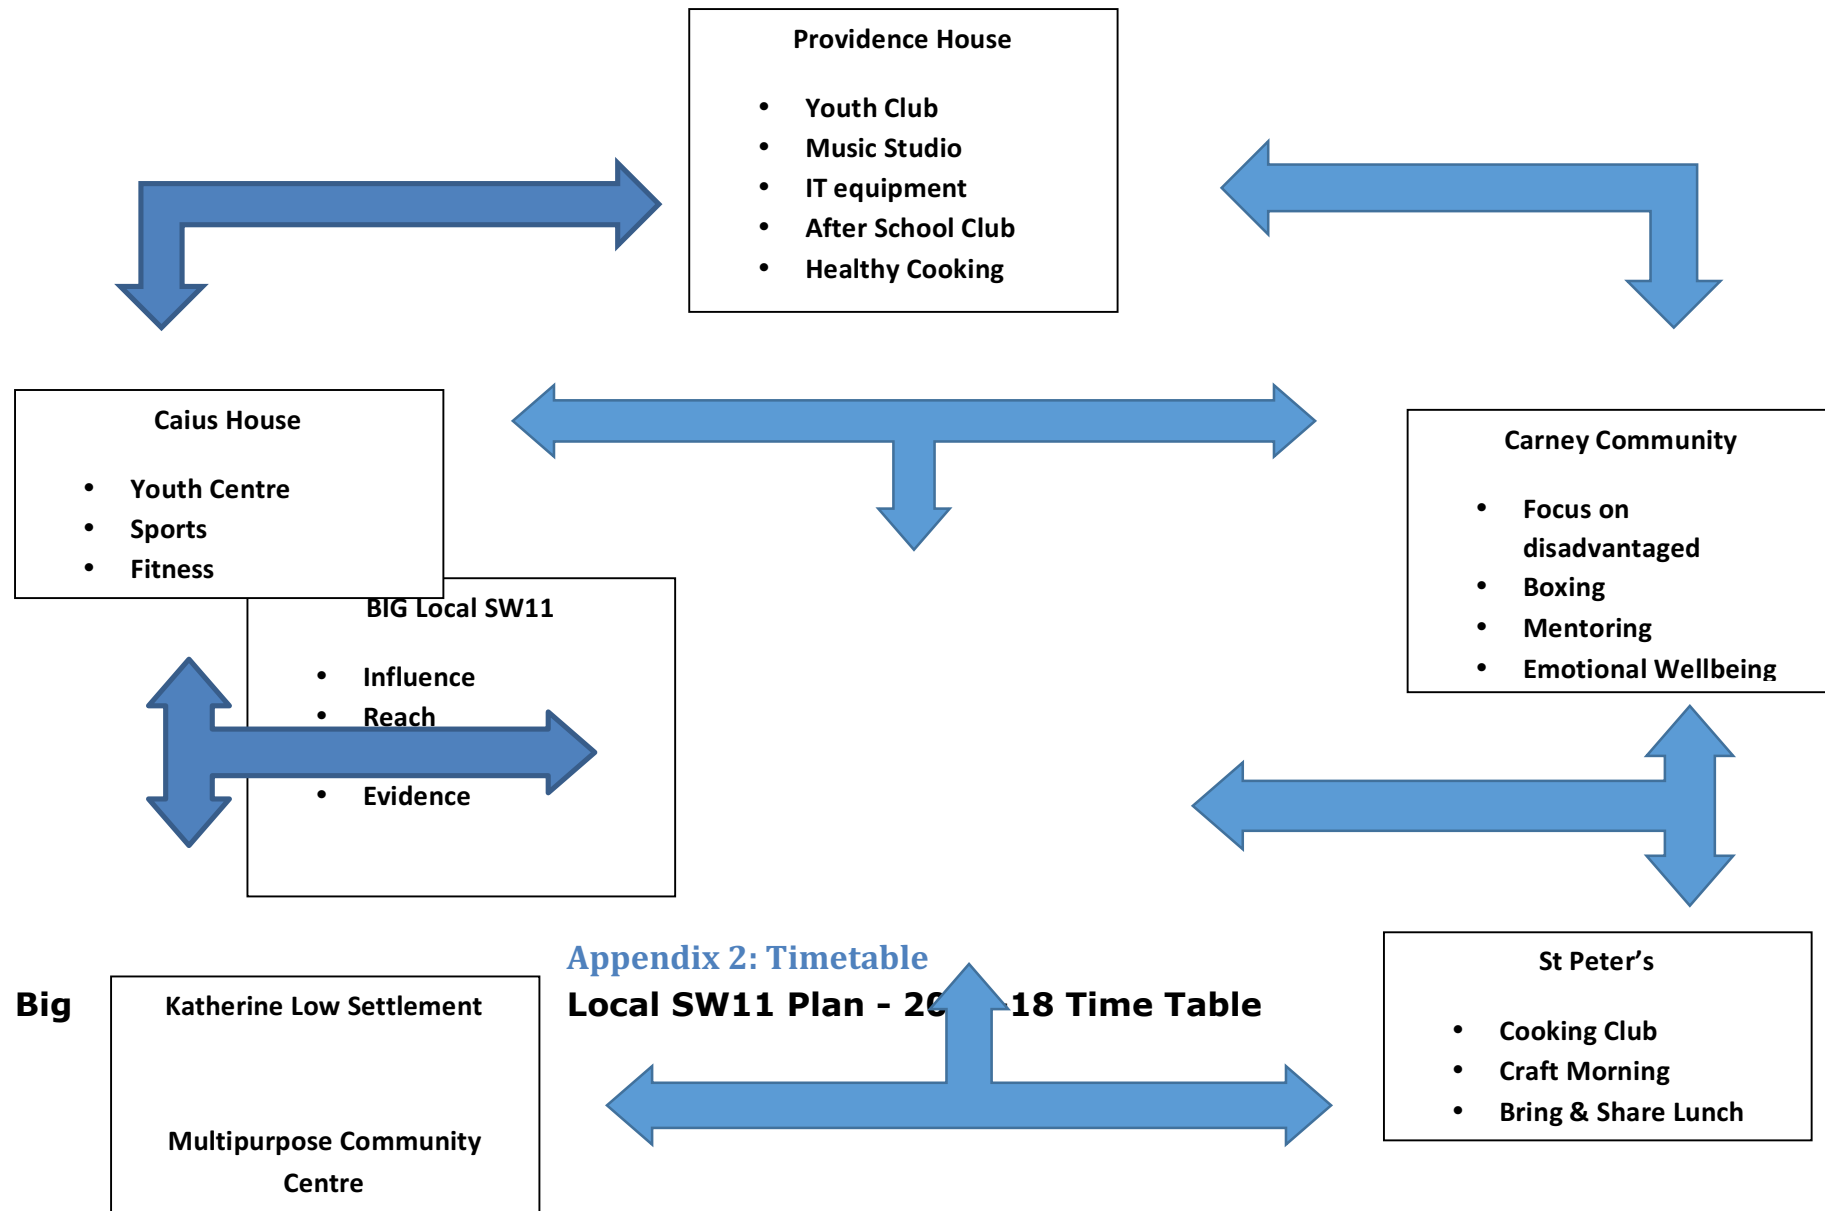 Providence House
• Youth Club
• Music Studio
• IT equipment
• After School Club
• Healthy Cooking
Caius House
• Youth Centre
• Sports
• Fitness
Carney Community
• Focus on
disadvantaged
• Boxing
• Mentoring
• Emotional Wellbeing
BIG Local SW11
• Influence
• Reach
• Evidence
Appendix 2: Timetable
Big Local SW11 Plan - 18 Time Table
Katherine Low Settlement
Multipurpose Community
Centre
St Peter's
• Cooking Club
• Craft Morning
• Bring & Share Lunch